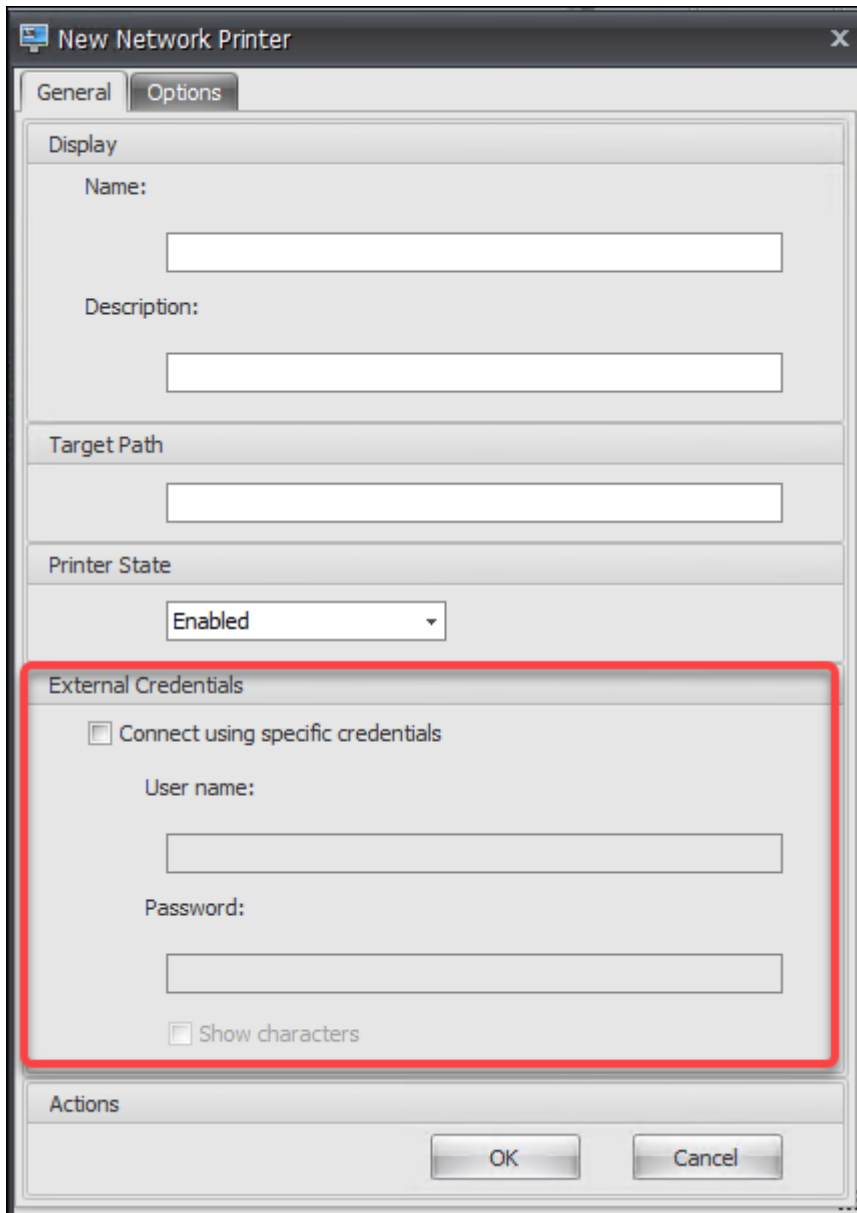 New Network Printer
General Options
Display
Name:
Description:
Target Path
Printer State
Enabled
External Credentials
Connect using specific credentials
User name:
Password:
Show characters
Actions
OK Cancel